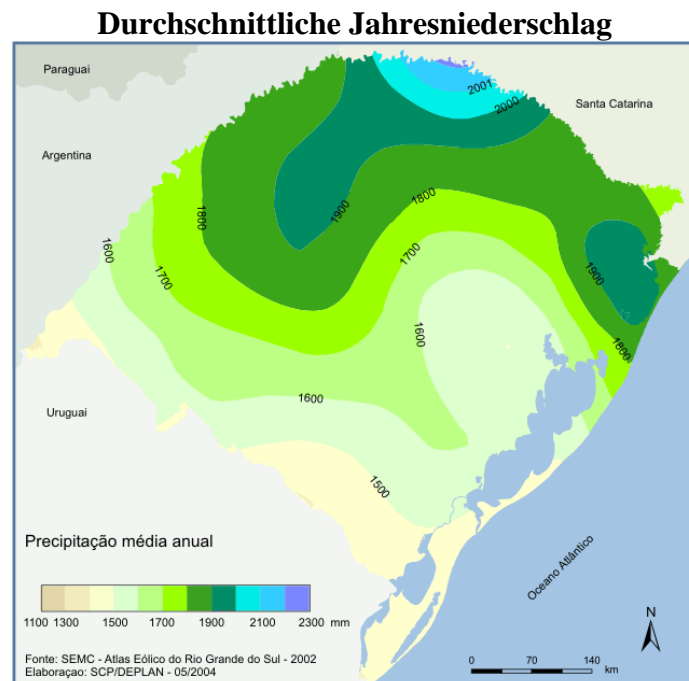 Durchschnittliche Jahresniederschlag
Paraguai
Santa Catarina
Argentina
Uruguai
Oceano Atlântico
2001
2000
1900
1800
1800
1700
1600
1700
1900
1600
1800
1600
1500
Precipitação média anual
1100 1300 1500 1700 1900 2100 2300 mm
Fonte: SEMC - Atlas Eólico do Rio Grande do Sul - 2002
Elaboraçao: SCP/DEPLAN - 05/2004
N
0 70 140
km